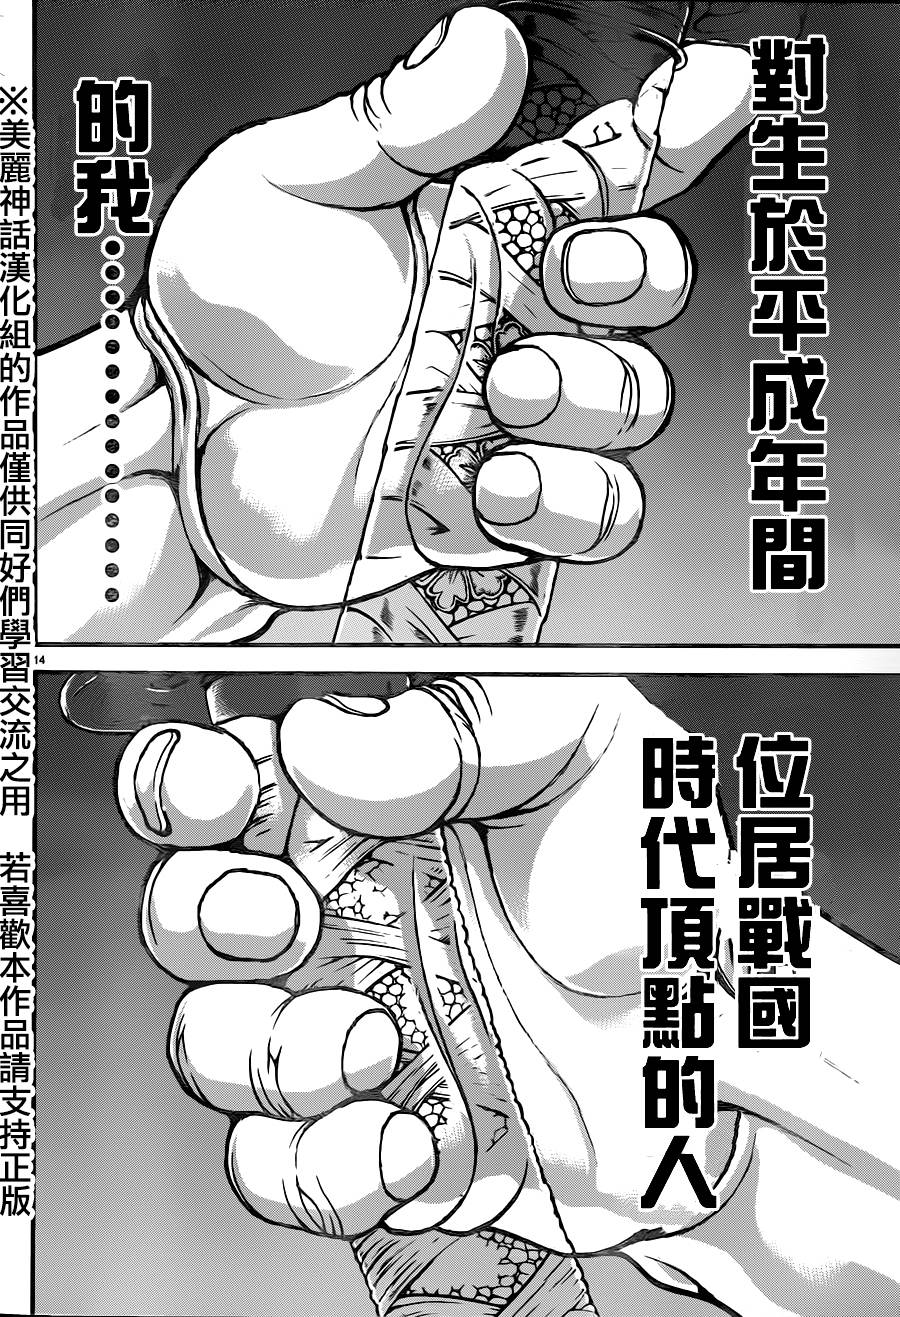 對生於平成年間
的我⋯⋯⋯⋯⋯
14
位居戰國
時代頂點的人
※美麗神話漢化組的作品僅供同好們學習交流之用　若喜歡本作品請支持正版